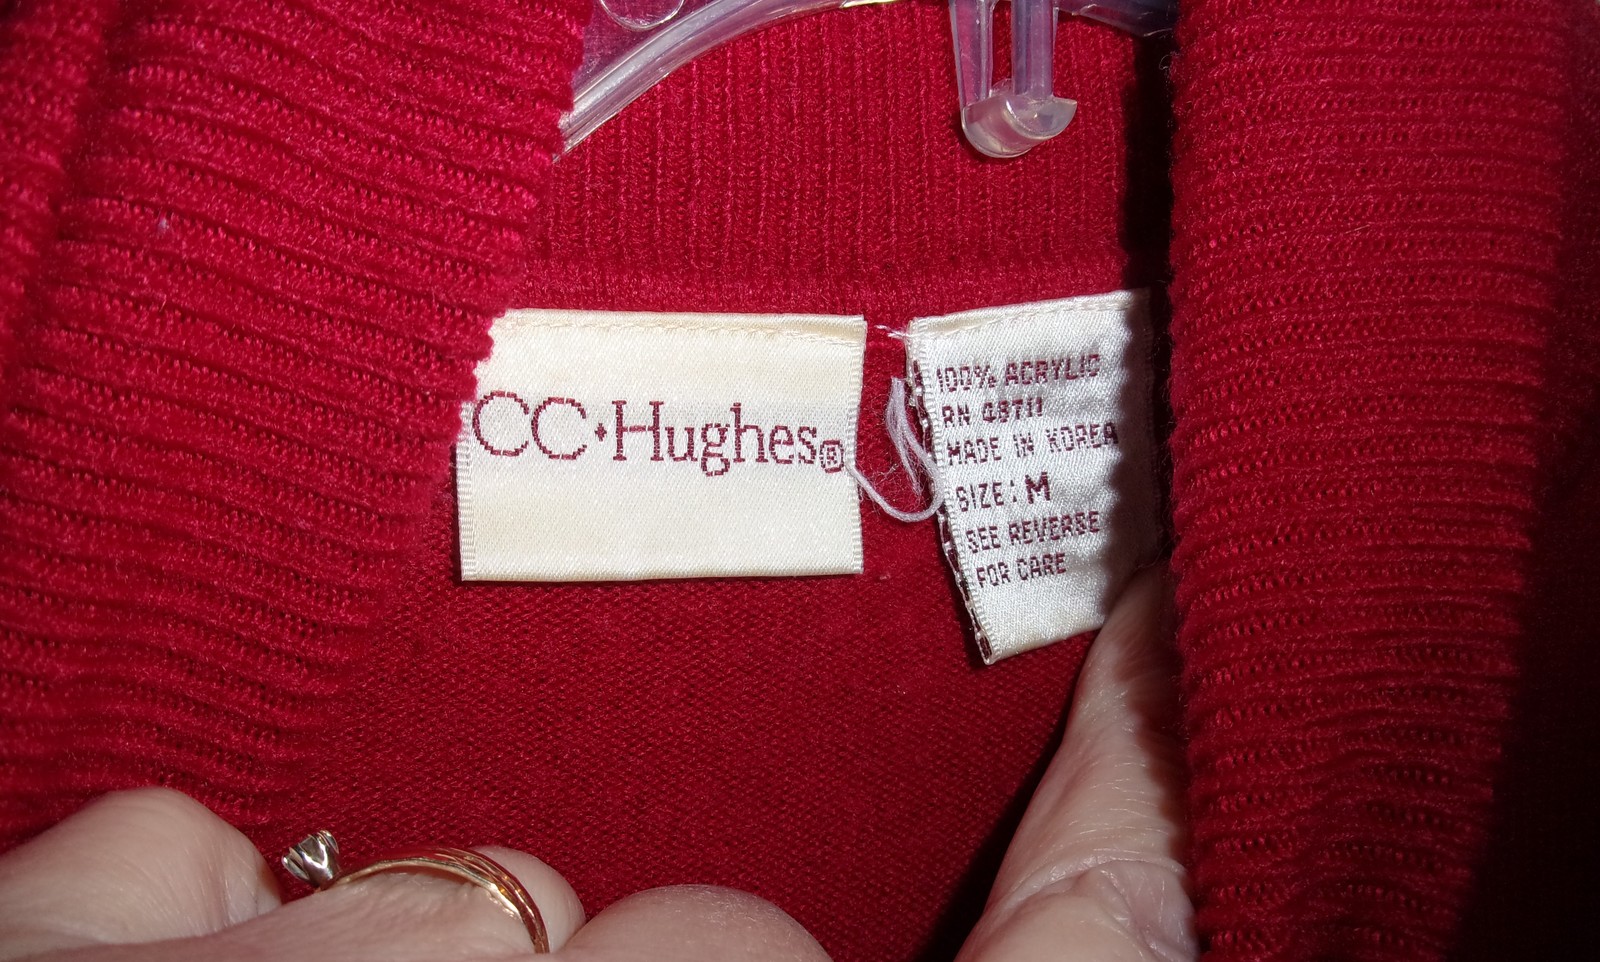 CC·Hughes®
100% ACRYLIC
RN 48711
MADE IN KOREA
SIZE: M
SEE REVERSE
FOR CARE